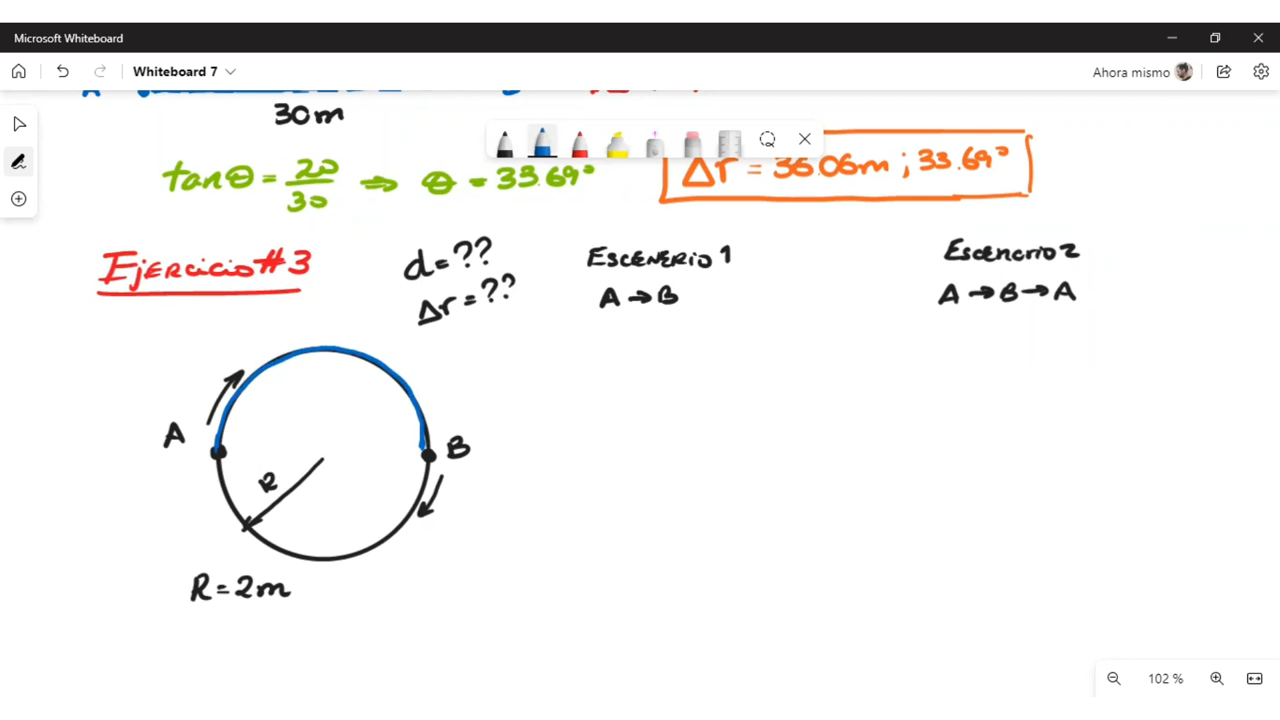 Microsoft Whiteboard
Whiteboard 7
Ahora mismo
30m
tanθ = 20/30 ⇒ θ = 33.69°
Δr = 36.06m ; 33.69°
Ejercicio #3
d = ??
Δr = ??
ESCENERIO 1
A → B
Escenario 2
A → B → A
A
B
R
R = 2m
102 %